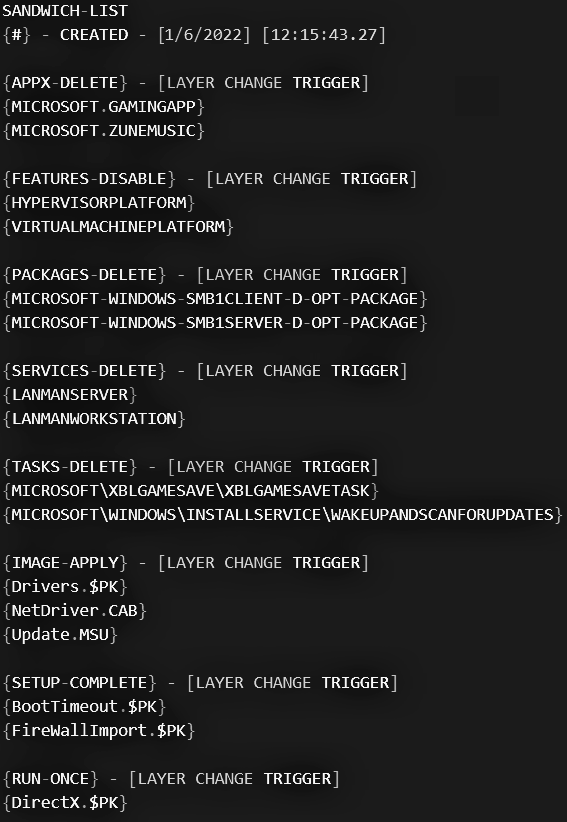 SANDWICH-LIST
{#} - CREATED - [1/6/2022] [12:15:43.27]
{APPX-DELETE} - [LAYER CHANGE TRIGGER]
{MICROSOFT.GAMINGAPP}
{MICROSOFT.ZUNEMUSIC}
{FEATURES-DISABLE} - [LAYER CHANGE TRIGGER]
{HYPERVISORPLATFORM}
{VIRTUALMACHINEPLATFORM}
{PACKAGES-DELETE} - [LAYER CHANGE TRIGGER]
{MICROSOFT-WINDOWS-SMB1CLIENT-D-OPT-PACKAGE}
{MICROSOFT-WINDOWS-SMB1SERVER-D-OPT-PACKAGE}
{SERVICES-DELETE} - [LAYER CHANGE TRIGGER]
{LANMANSERVER}
{LANMANWORKSTATION}
{TASKS-DELETE} - [LAYER CHANGE TRIGGER]
{MICROSOFT\XBLGAMESAVE\XBLGAMESAVETASK}
{MICROSOFT\WINDOWS\INSTALLSERVICE\WAKEUPANDSCANFORUPDATES}
{IMAGE-APPLY} - [LAYER CHANGE TRIGGER]
{Drivers.$PK}
{NetDriver.CAB}
{Update.MSU}
{SETUP-COMPLETE} - [LAYER CHANGE TRIGGER]
{BootTimeout.$PK}
{FireWallImport.$PK}
{RUN-ONCE} - [LAYER CHANGE TRIGGER]
{DirectX.$PK}